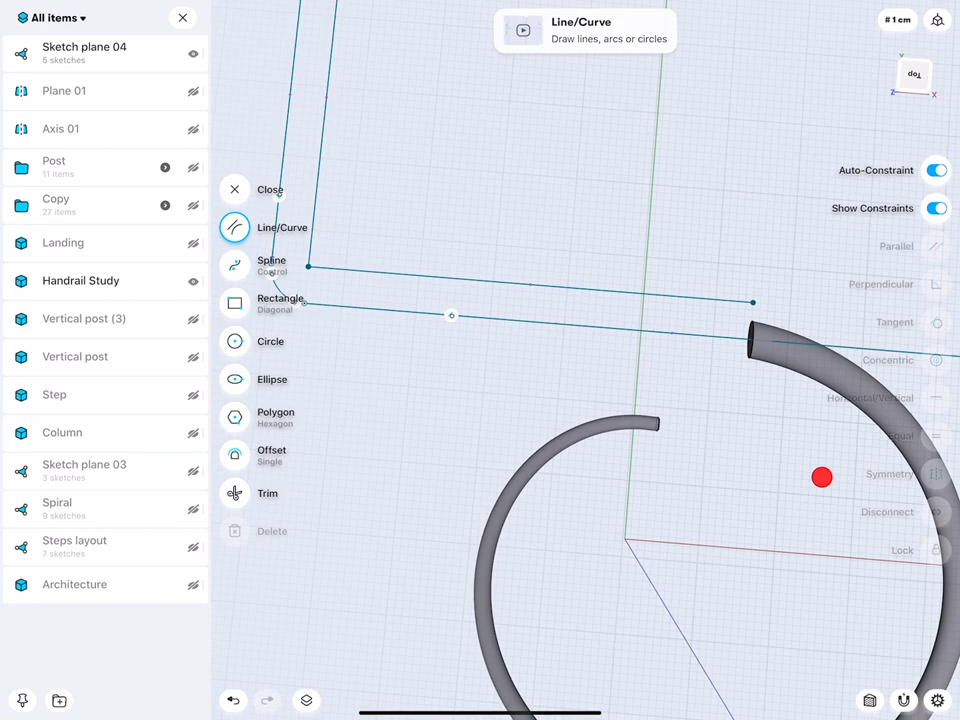 All items
Sketch plane 04
5 sketches
Plane 01
Axis 01
Post
11 items
Copy
27 items
Landing
Handrail Study
Vertical post (3)
Vertical post
Step
Column
Sketch plane 03
3 sketches
Spiral
9 sketches
Steps layout
7 sketches
Architecture
Line/Curve
Draw lines, arcs or circles
# 1 cm
Top
Y
Z
X
Close
Line/Curve
Spline
Control
Rectangle
Diagonal
Circle
Ellipse
Polygon
Hexagon
Offset
Single
Trim
Delete
Auto-Constraint
Show Constraints
Parallel
Perpendicular
Tangent
Concentric
Horizontal/Vertical
Equal
Symmetry
Disconnect
Lock